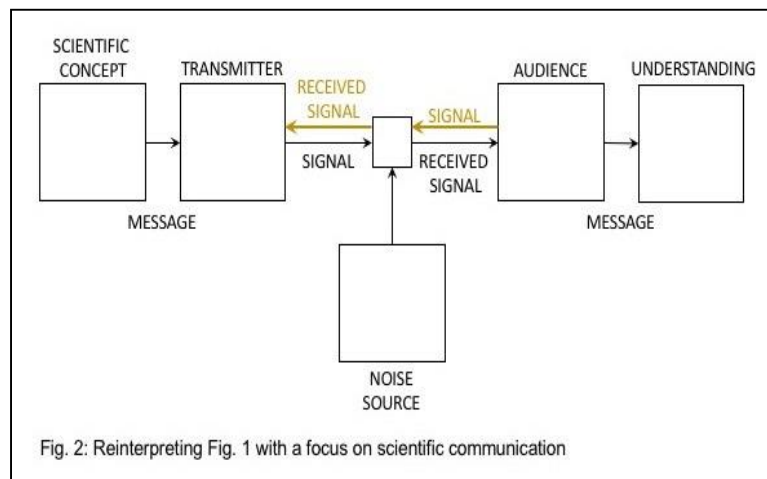 SCIENTIFIC
CONCEPT
TRANSMITTER
RECEIVED
SIGNAL
SIGNAL
AUDIENCE
UNDERSTANDING
SIGNAL
RECEIVED
SIGNAL
MESSAGE
MESSAGE
NOISE
SOURCE
Fig. 2: Reinterpreting Fig. 1 with a focus on scientific communication